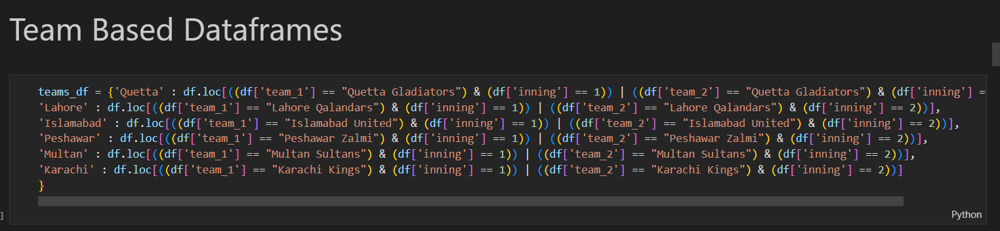 Team Based Dataframes
teams_df = {'Quetta' : df.loc[((df['team_1'] == "Quetta Gladiators") & (df['inning'] == 1)) | ((df['team_2'] == "Quetta Gladiators") & (df['inning'] ==
'Lahore' : df.loc[((df['team_1'] == "Lahore Qalandars") & (df['inning'] == 1)) | ((df['team_2'] == "Lahore Qalandars") & (df['inning'] == 2))],
'Islamabad' : df.loc[((df['team_1'] == "Islamabad United") & (df['inning'] == 1)) | ((df['team_2'] == "Islamabad United") & (df['inning'] == 2))],
'Peshawar' : df.loc[((df['team_1'] == "Peshawar Zalmi") & (df['inning'] == 1)) | ((df['team_2'] == "Peshawar Zalmi") & (df['inning'] == 2))],
'Multan' : df.loc[((df['team_1'] == "Multan Sultans") & (df['inning'] == 1)) | ((df['team_2'] == "Multan Sultans") & (df['inning'] == 2))],
'Karachi' : df.loc[((df['team_1'] == "Karachi Kings") & (df['inning'] == 1)) | ((df['team_2'] == "Karachi Kings") & (df['inning'] == 2))]
}
]
Python